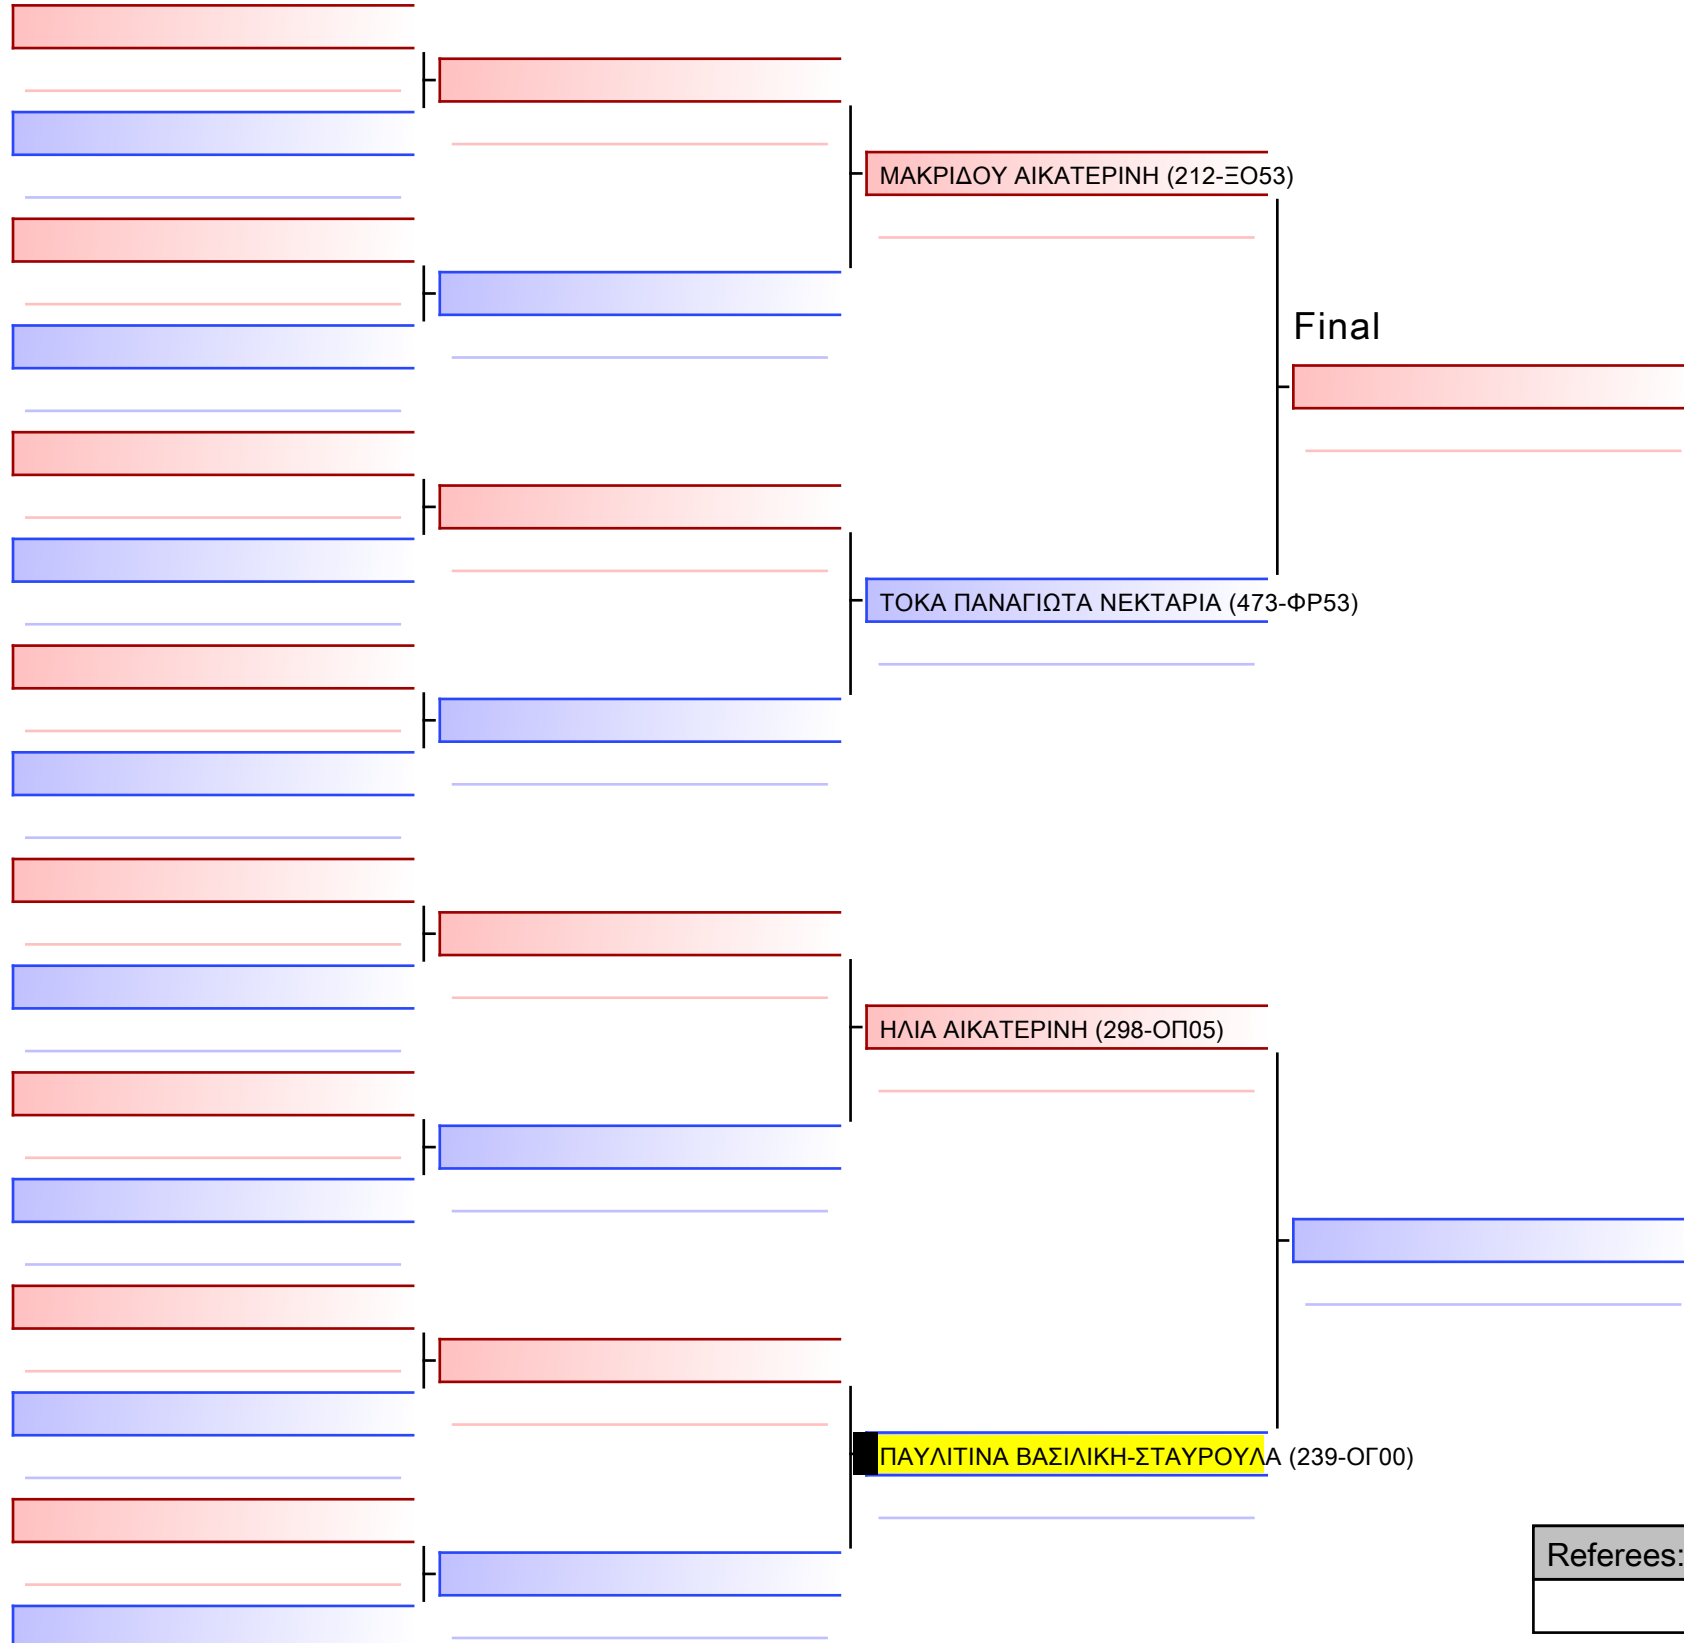 ΜΑΚΡΙΔΟΥ ΑΙΚΑΤΕΡΙΝΗ (212-ΞΟ53)
Final
ΤΟΚΑ ΠΑΝΑΓΙΩΤΑ ΝΕΚΤΑΡΙΑ (473-ΦΡ53)
ΗΛΙΑ ΑΙΚΑΤΕΡΙΝΗ (298-ΟΠ05)
ΠΑΥΛΙΤΙΝΑ ΒΑΣΙΛΙΚΗ-ΣΤΑΥΡΟΥΛΑ (239-ΟΓ00)
Referees: